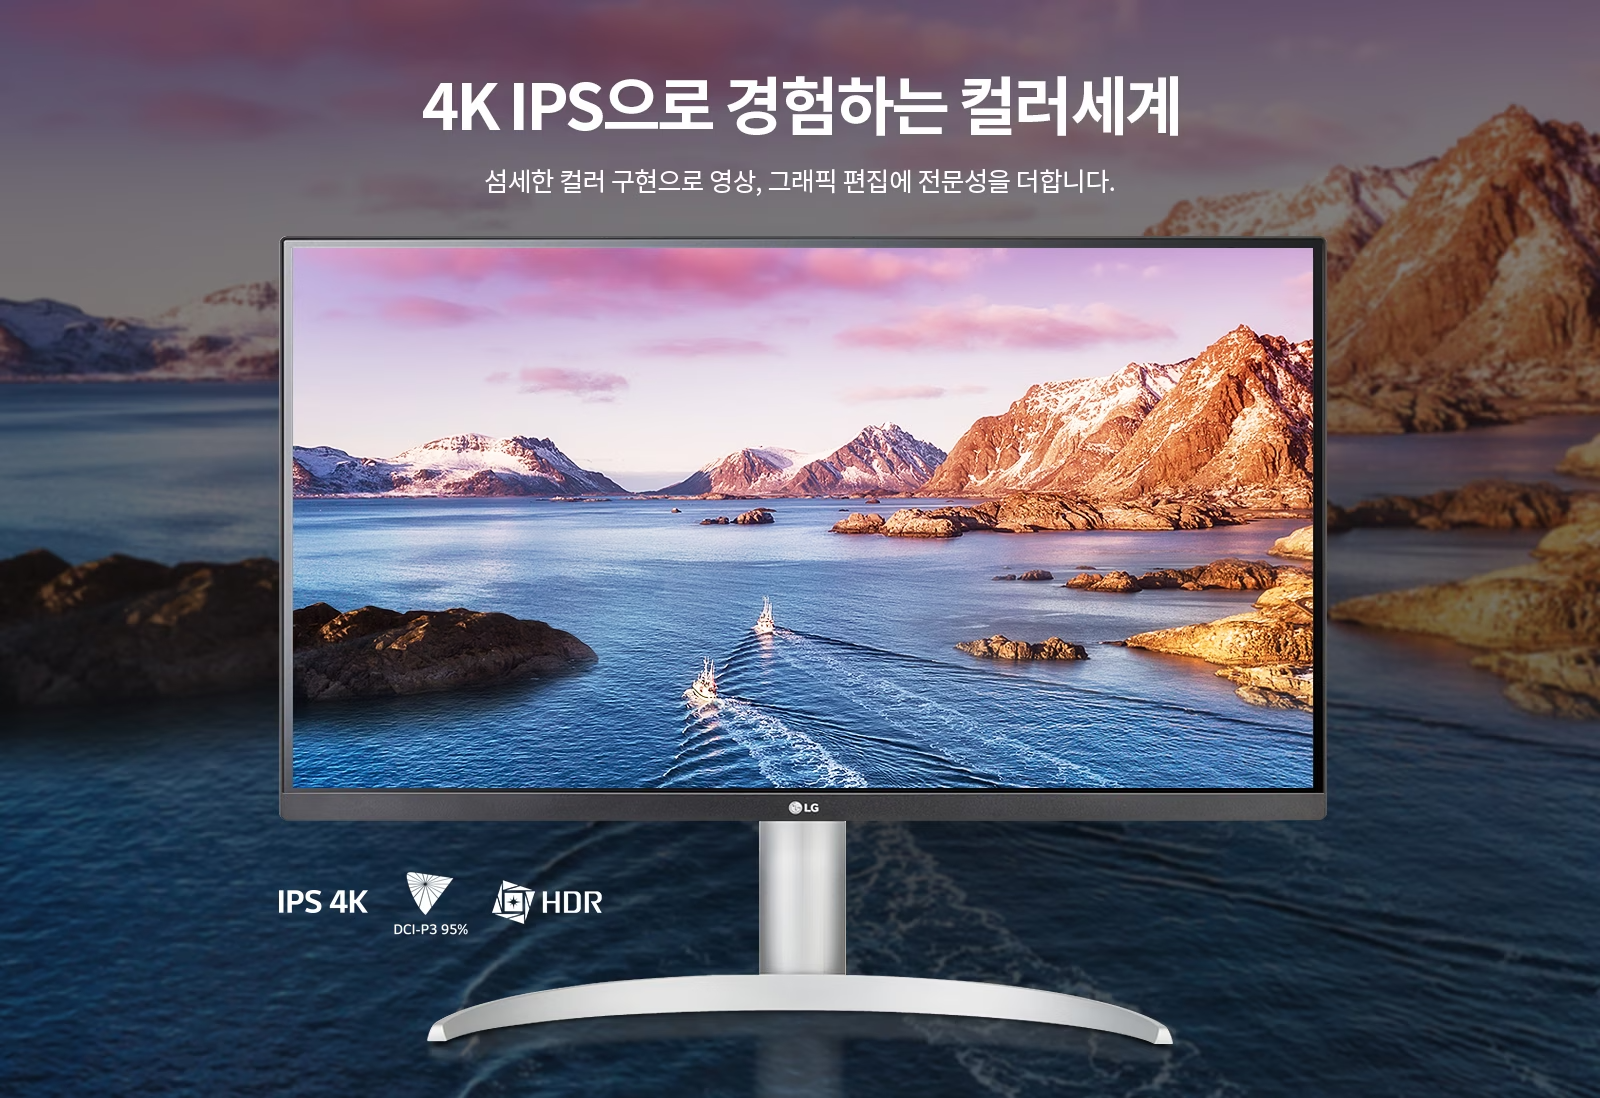 4K IPS으로 경험하는 컬러세계
섬세한 컬러 구현으로 영상, 그래픽 편집에 전문성을 더합니다.
LG
IPS 4K
DCI-P3 95%
HDR